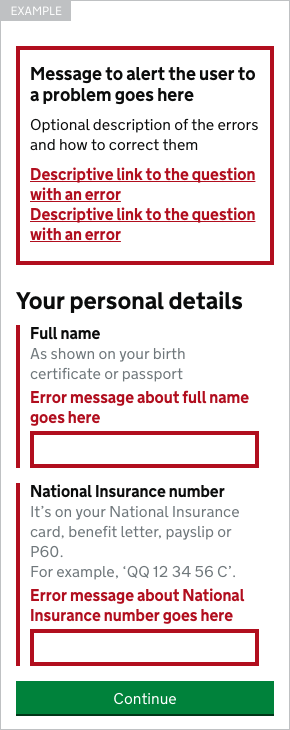 EXAMPLE
Message to alert the user to
a problem goes here
Optional description of the errors
and how to correct them
Descriptive link to the question
with an error
Descriptive link to the question
with an error
Your personal details
Full name
As shown on your birth
certificate or passport
Error message about full name
goes here
National Insurance number
It’s on your National Insurance
card, benefit letter, payslip or
P60.
For example, ‘QQ 12 34 56 C’.
Error message about National
Insurance number goes here
Continue